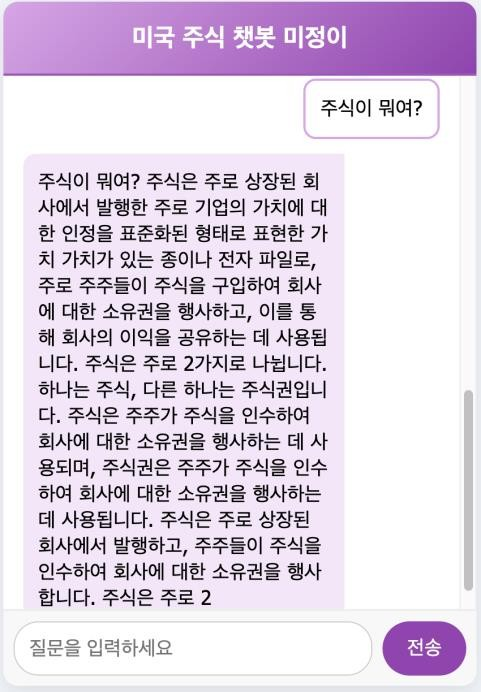 미국 주식 챗봇 미정이
주식이 뭐여?
주식이 뭐여? 주식은 주로 상장된 회
사에서 발행한 주로 기업의 가치에 대
한 인정을 표준화된 형태로 표현한 가
치 가치가 있는 종이나 전자 파일로,
주로 주주들이 주식을 구입하여 회사
에 대한 소유권을 행사하고, 이를 통
해 회사의 이익을 공유하는 데 사용됩
니다. 주식은 주로 2가지로 나뉩니다.
하나는 주식, 다른 하나는 주식권입니
다. 주식은 주주가 주식을 인수하여
회사에 대한 소유권을 행사하는 데 사
용되며, 주식권은 주주가 주식을 인수
하여 회사에 대한 소유권을 행사하는
데 사용됩니다. 주식은 주로 상장된
회사에서 발행하고, 주주들이 주식을
인수하여 회사에 대한 소유권을 행사
합니다. 주식은 주로 2
질문을 입력하세요
전송